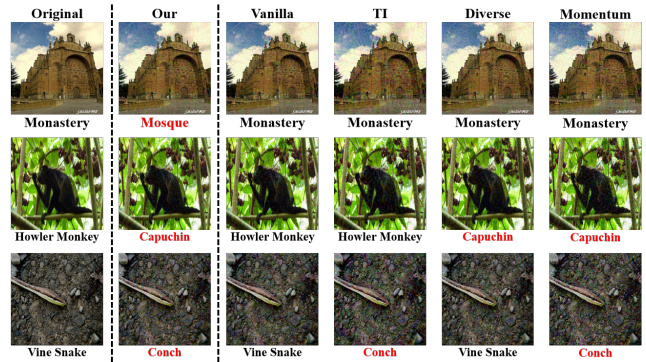 Original Our Vanilla TI Diverse Momentum
Monastery Mosque Monastery Monastery Monastery Monastery
Howler Monkey Capuchin Howler Monkey Howler Monkey Capuchin Capuchin
Vine Snake Conch Vine Snake Conch Vine Snake Conch